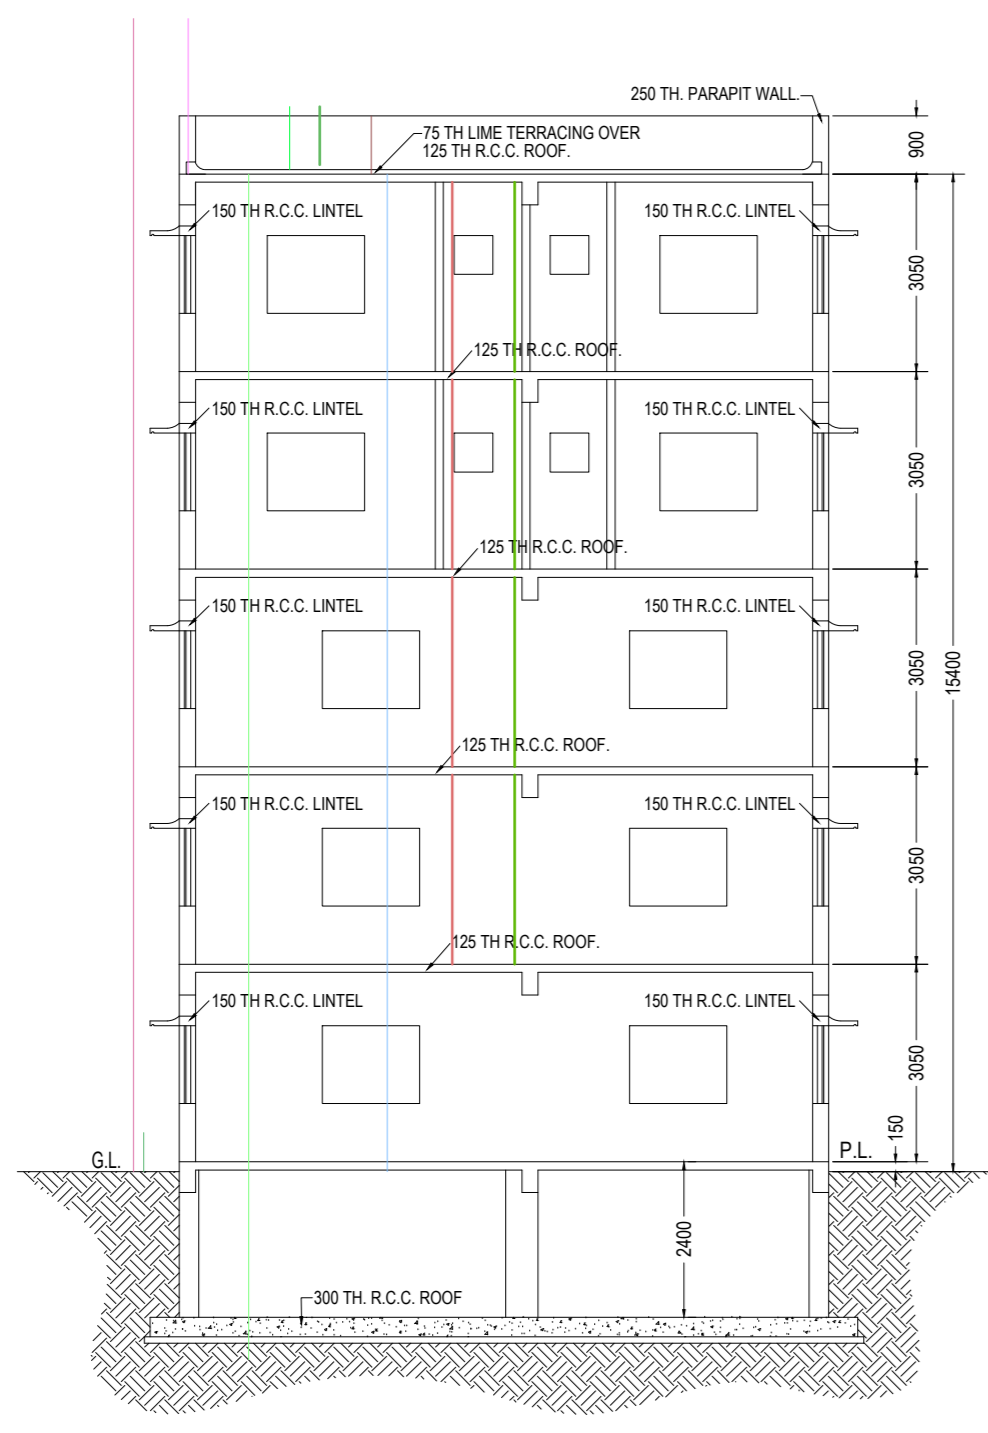 250 TH. PARAPIT WALL.
75 TH LIME TERRACING OVER
125 TH R.C.C. ROOF.
900
150 TH R.C.C. LINTEL
150 TH R.C.C. LINTEL
3050
125 TH R.C.C. ROOF.
150 TH R.C.C. LINTEL
150 TH R.C.C. LINTEL
3050
125 TH R.C.C. ROOF.
150 TH R.C.C. LINTEL
150 TH R.C.C. LINTEL
3050
15400
125 TH R.C.C. ROOF.
150 TH R.C.C. LINTEL
150 TH R.C.C. LINTEL
3050
125 TH R.C.C. ROOF.
150 TH R.C.C. LINTEL
150 TH R.C.C. LINTEL
3050
150
G.L.
P.L.
2400
300 TH. R.C.C. ROOF